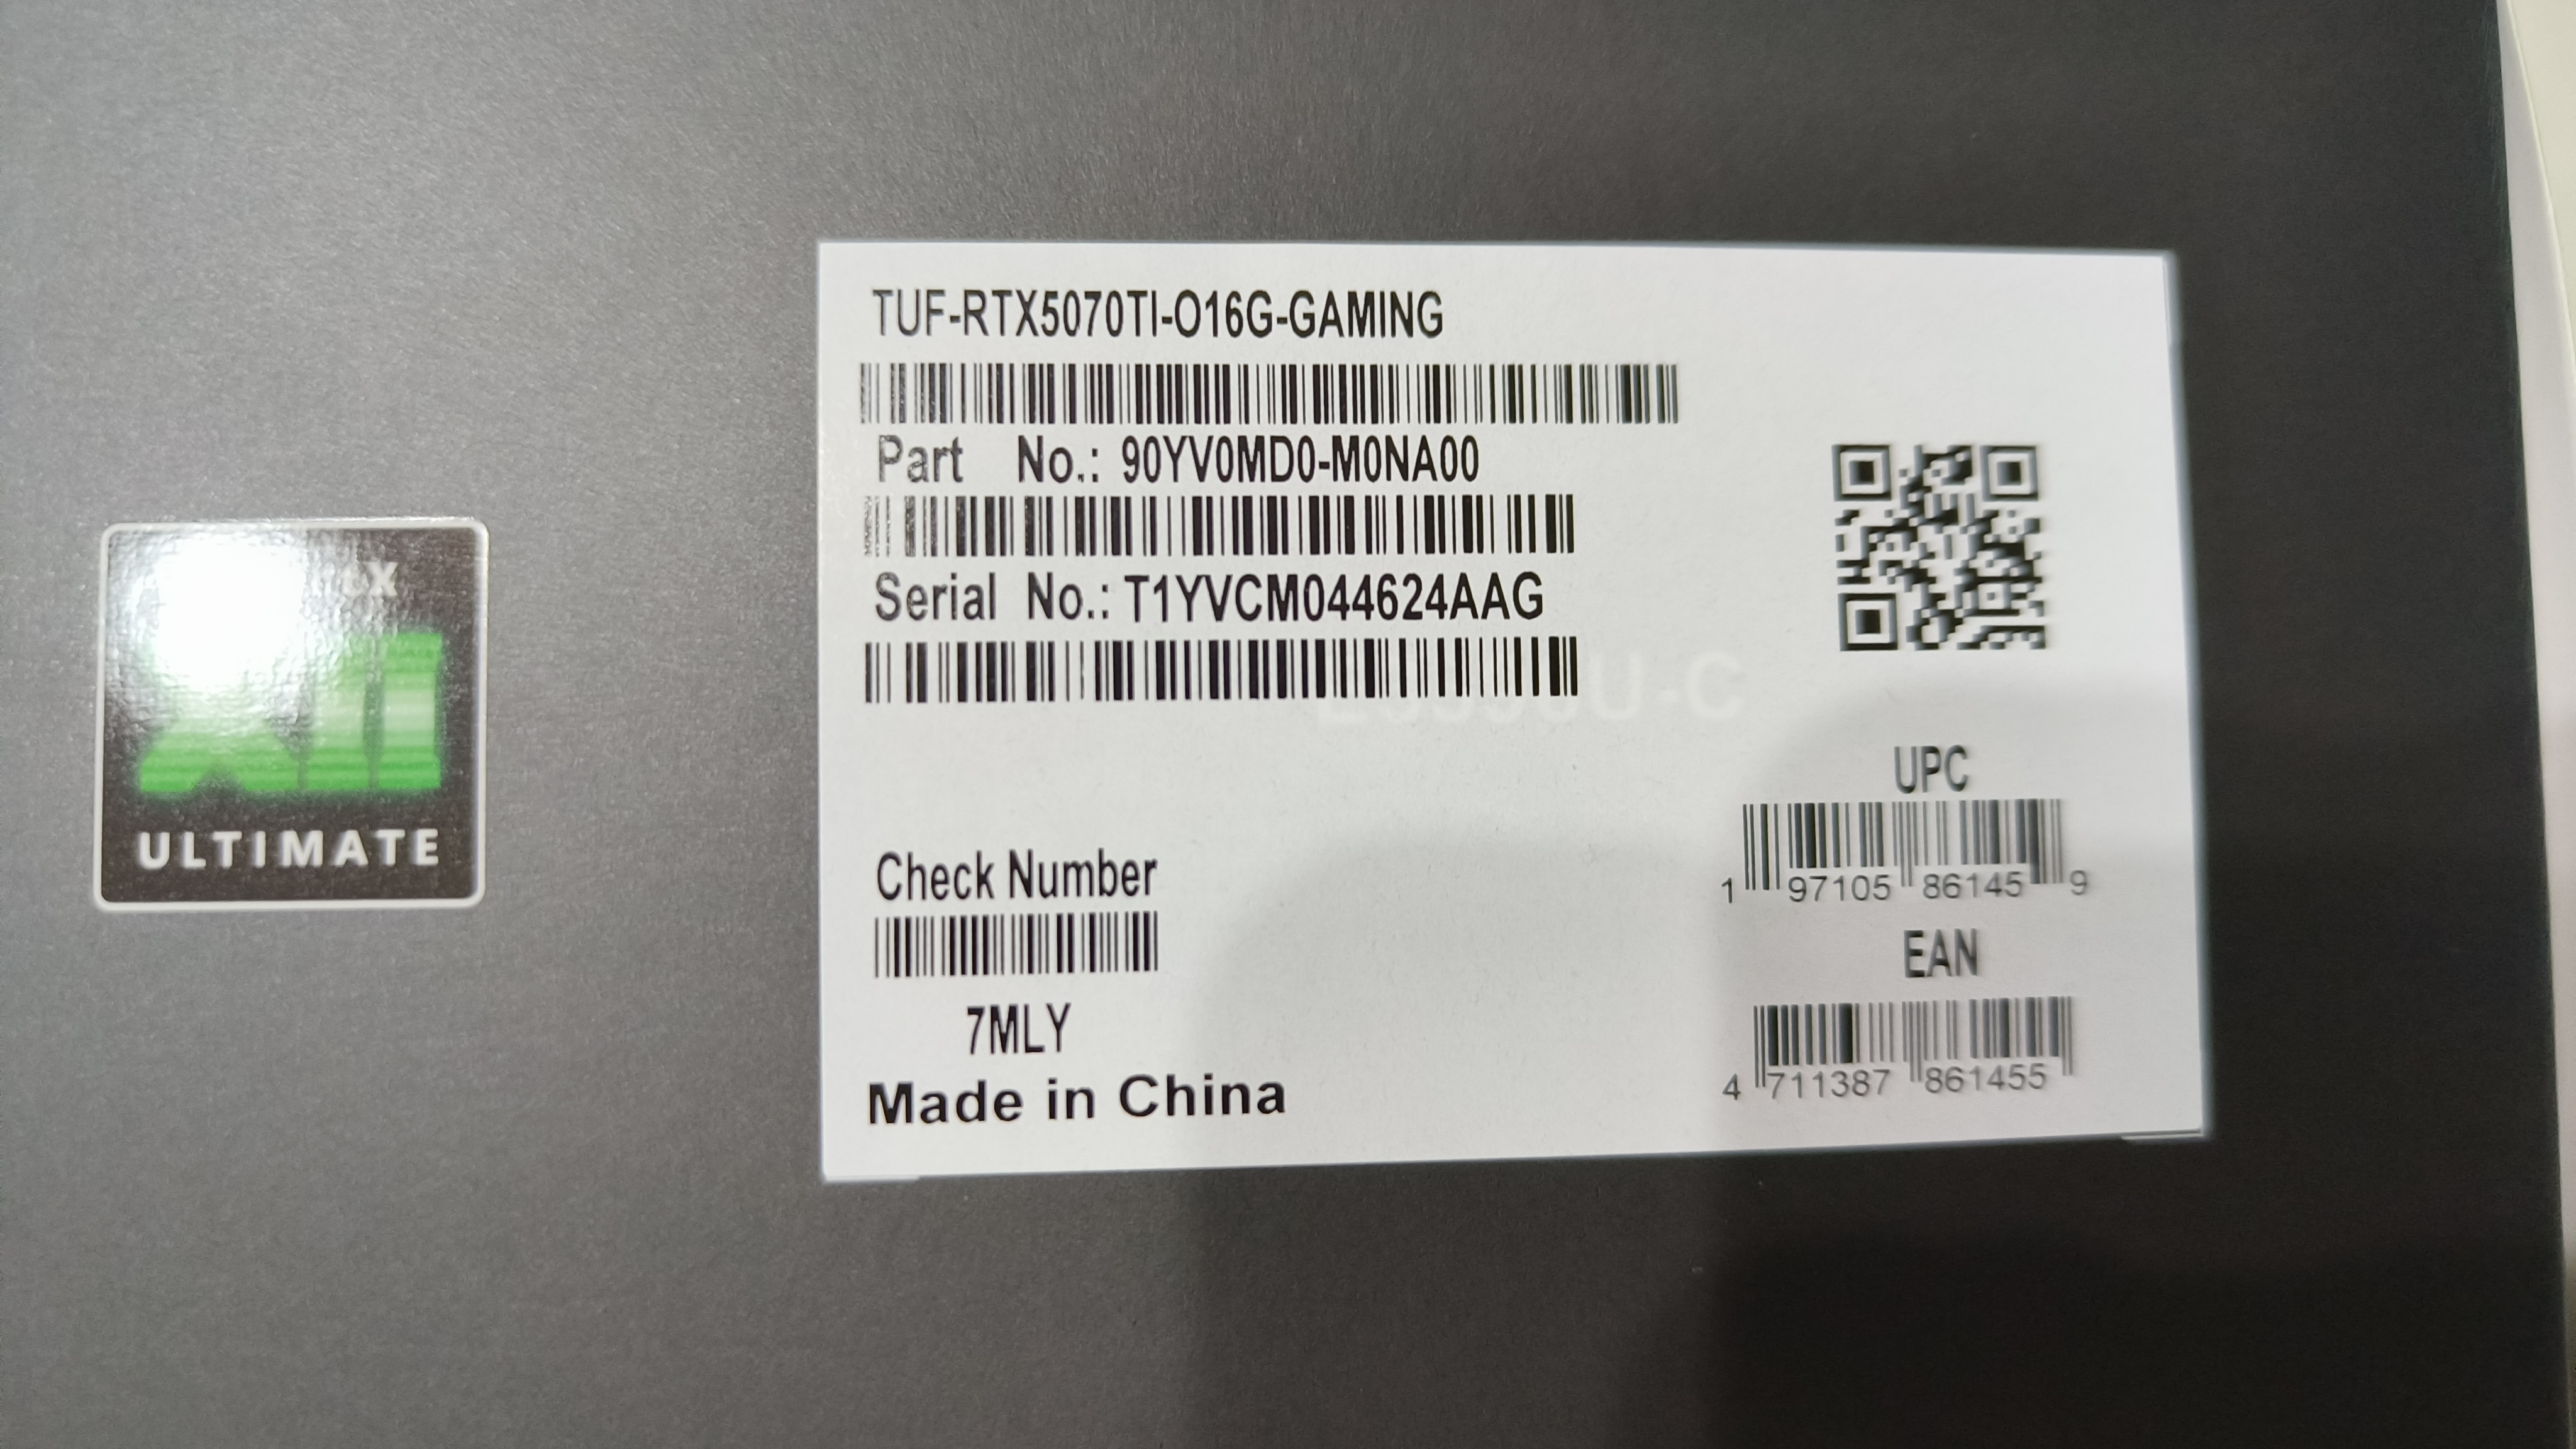 TUF-RTX5070TI-O16G-GAMING
Part No.: 90YV0MD0-M0NA00
Serial No.: T1YVCM044624AAG
UPC
1 97105 86145 9
Check Number
7MLY
EAN
4 711387 861455
Made in China
ULTIMATE